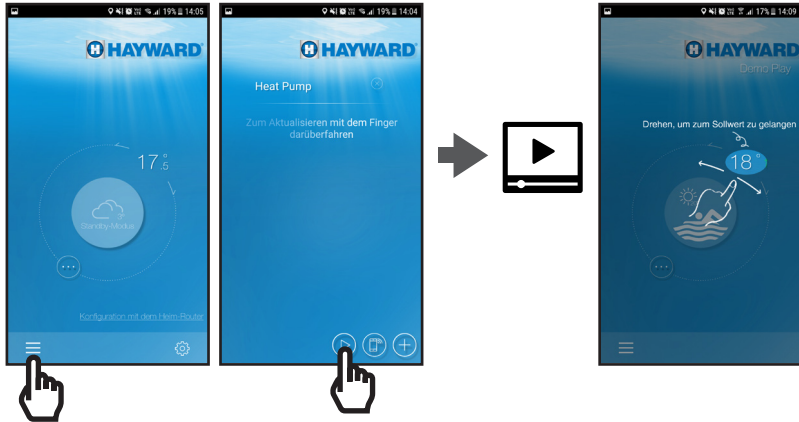 19% 14:05
HAYWARD
17.5°
Standby-Modus
Konfiguration mit dem Heim-Router
19% 14:04
HAYWARD
Heat Pump
Zum Aktualisieren mit dem Finger
darüberfahren
17% 14:09
HAYWARD
Demo Play
Drehen, um zum Sollwert zu gelangen
18°